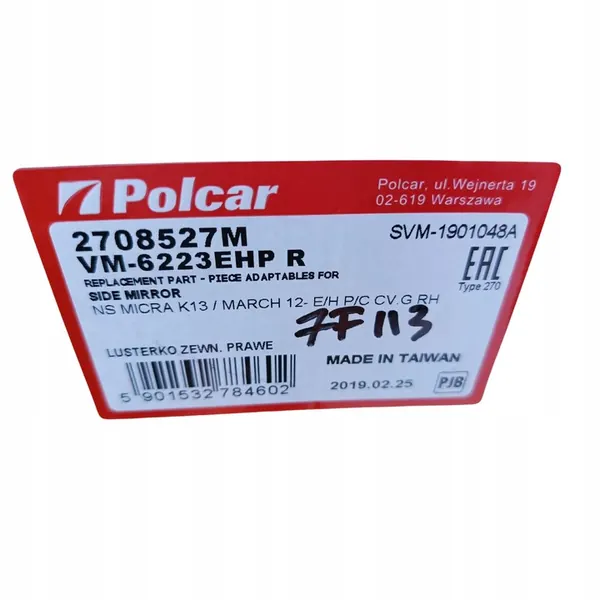 Polcar
Polcar, ul.Wejnerta 19
02-619 Warszawa
2708527M
SVM-1901048A
VM-6223EHP R
EAC
REPLACEMENT PART - PIECE ADAPTABLES FOR
Type 270
SIDE MIRROR
NS MICRA K13 / MARCH 12- E/H P/C CV.G RH
7F 113
LUSTERKO ZEWN. PRAWE
MADE IN TAIWAN
5 901532 784602
2019.02.25
PJB